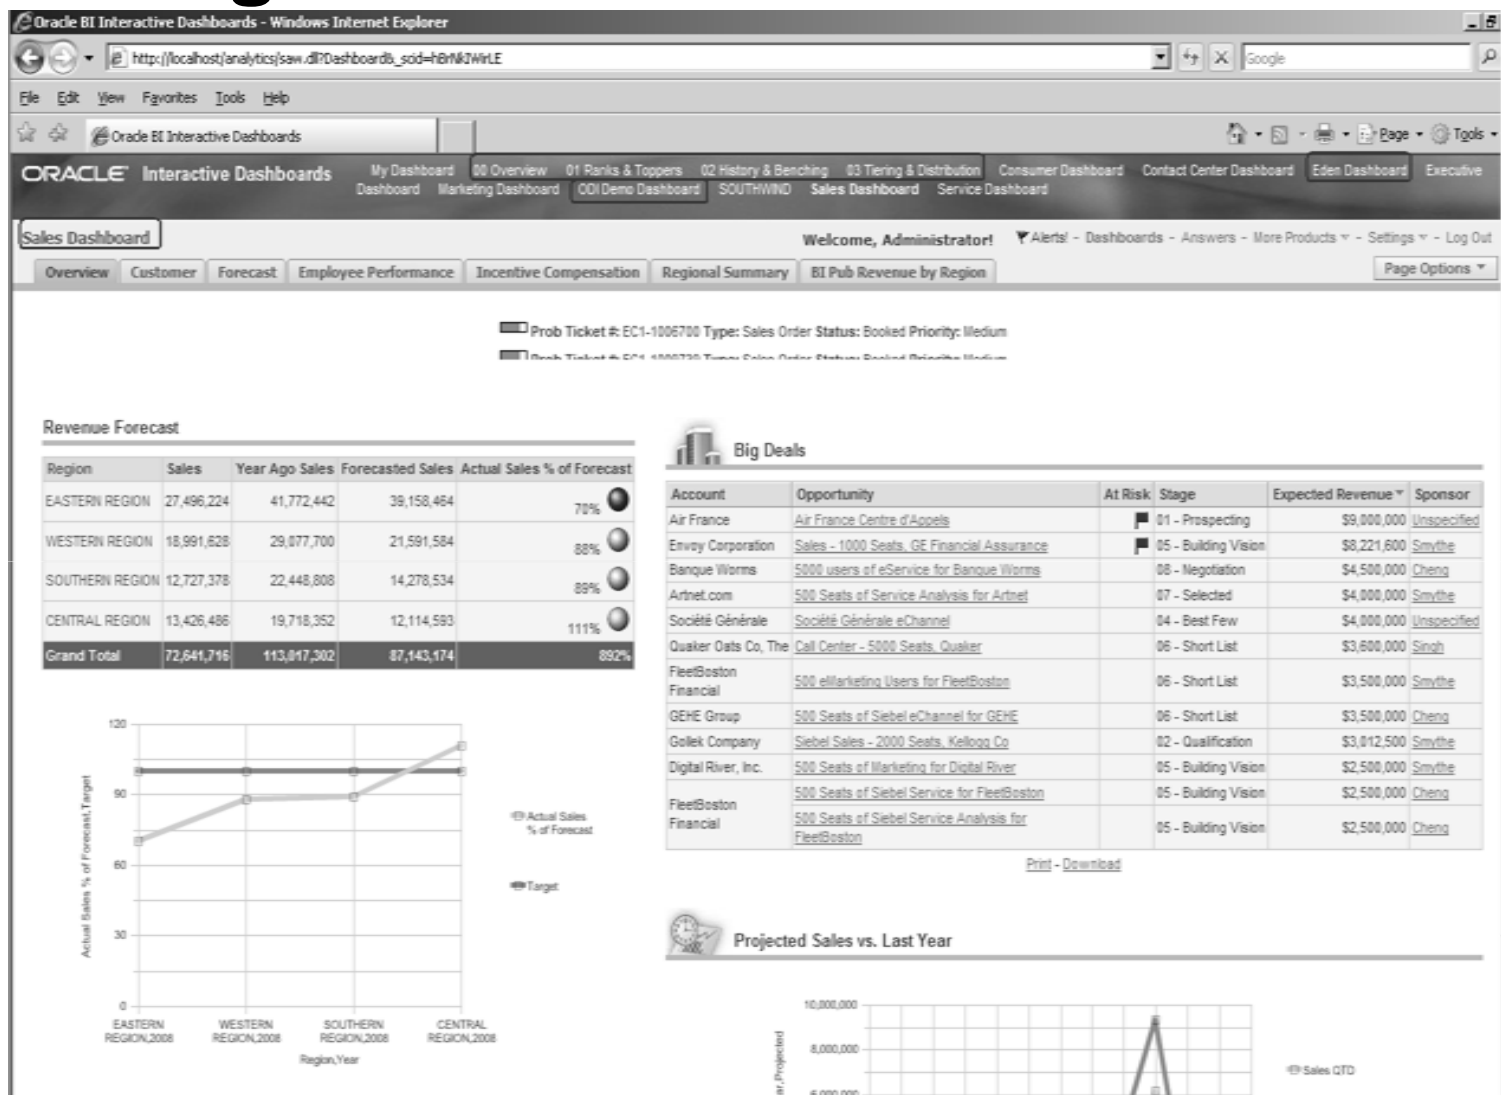 Oracle BI Interactive Dashboards - Windows Internet Explorer
http://localhost/analytics/saw.dll?Dashboard&_scid=hBrNkIWirLE
Google
File Edit View Favorites Tools Help
Oracle BI Interactive Dashboards
Page Tools
ORACLE Interactive Dashboards
My Dashboard 00 Overview 01 Ranks & Toppers 02 History & Benching 03 Tiering & Distribution Consumer Dashboard Contact Center Dashboard Eden Dashboard Executive
Dashboard Marketing Dashboard ODI Demo Dashboard SOUTHWIND Sales Dashboard Service Dashboard
Sales Dashboard
Welcome, Administrator! Alerts! - Dashboards - Answers - More Products - Settings - Log Out
Overview Customer Forecast Employee Performance Incentive Compensation Regional Summary BI Pub Revenue by Region
Page Options
Prob Ticket #: EC1-1006700 Type: Sales Order Status: Booked Priority: Medium
Revenue Forecast
Region Sales Year Ago Sales Forecasted Sales Actual Sales % of Forecast
EASTERN REGION 27,496,224 41,772,442 39,158,464 70%
WESTERN REGION 18,991,628 29,077,700 21,591,584 88%
SOUTHERN REGION 12,727,378 22,448,808 14,278,534 89%
CENTRAL REGION 13,426,486 19,718,352 12,114,593 111%
Grand Total 72,641,716 113,017,302 87,143,174 892%
Big Deals
Account Opportunity At Risk Stage Expected Revenue Sponsor
Air France Air France Centre d'Appels 01 - Prospecting $9,000,000 Unspecified
Envoy Corporation Sales - 1000 Seats, GE Financial Assurance 05 - Building Vision $8,221,600 Smythe
Banque Worms 5000 users of eService for Banque Worms 08 - Negotiation $4,500,000 Cheng
Artnet.com 500 Seats of Service Analysis for Artnet 07 - Selected $4,000,000 Smythe
Société Générale Société Générale eChannel 04 - Best Few $4,000,000 Unspecified
Quaker Oats Co, The Call Center - 5000 Seats, Quaker 06 - Short List $3,600,000 Singh
FleetBoston
Financial
500 eMarketing Users for FleetBoston 06 - Short List $3,500,000 Smythe
GEHE Group 500 Seats of Siebel eChannel for GEHE 06 - Short List $3,500,000 Cheng
Gollek Company Siebel Sales - 2000 Seats, Kellogg Co 02 - Qualification $3,012,500 Smythe
Digital River, Inc. 500 Seats of Marketing for Digital River 05 - Building Vision $2,500,000 Smythe
FleetBoston
Financial
500 Seats of Siebel Service for FleetBoston 05 - Building Vision $2,500,000 Cheng
500 Seats of Siebel Service Analysis for
FleetBoston
05 - Building Vision $2,500,000 Cheng
Print - Download
120
90
60
30
0
Actual Sales % of Forecast,Target
EASTERN
REGION,2008
WESTERN
REGION,2008
SOUTHERN
REGION,2008
CENTRAL
REGION,2008
Region,Year
Actual Sales
% of Forecast
Target
Projected Sales vs. Last Year
10,000,000
8,000,000
6,000,000
ar,Projected
Sales QTD